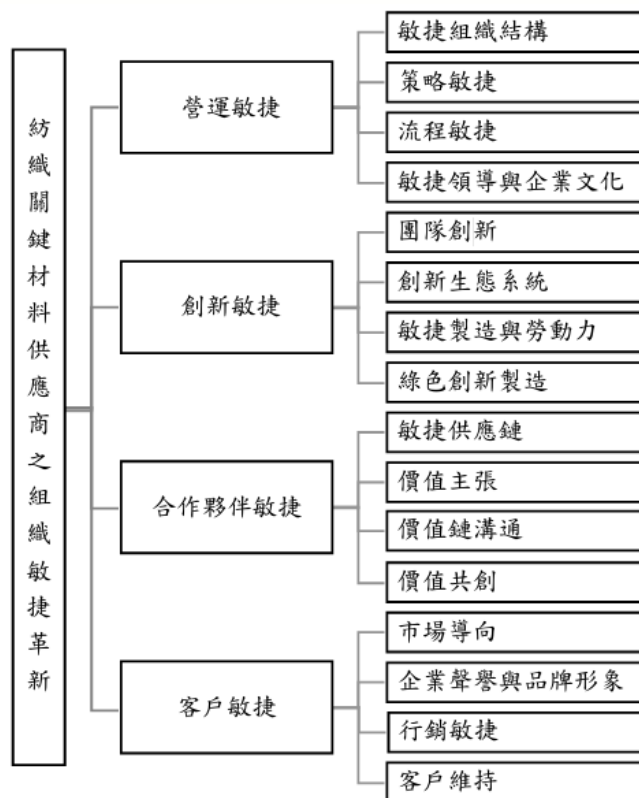 紡織關鍵材料供應商之組織敏捷革新
營運敏捷
敏捷組織結構
策略敏捷
流程敏捷
敏捷領導與企業文化
創新敏捷
團隊創新
創新生態系統
敏捷製造與勞動力
綠色創新製造
合作夥伴敏捷
敏捷供應鏈
價值主張
價值鏈溝通
價值共創
客戶敏捷
市場導向
企業聲譽與品牌形象
行銷敏捷
客戶維持